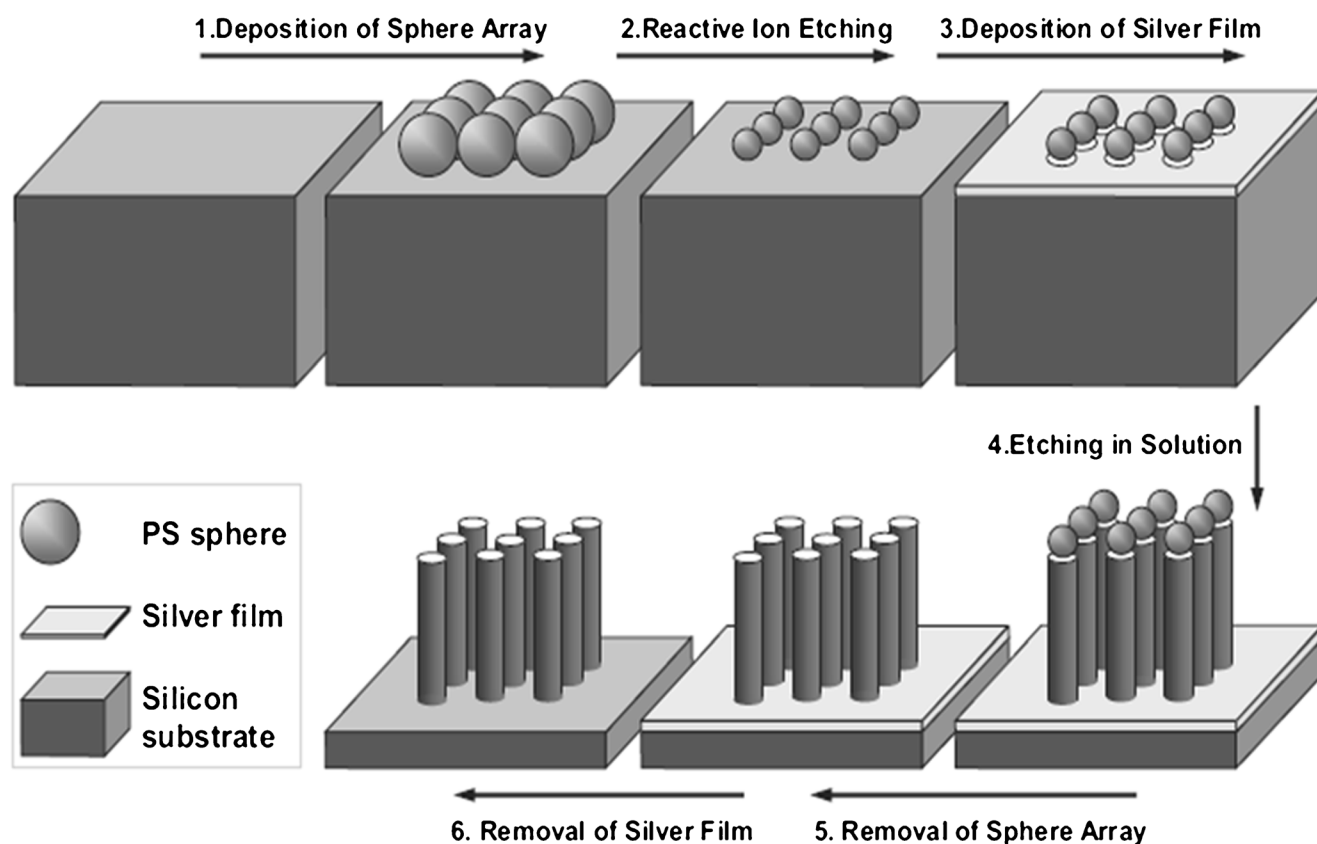 1.Deposition of Sphere Array
2.Reactive Ion Etching
3.Deposition of Silver Film
4.Etching in Solution
PS sphere
Silver film
Silicon
substrate
6. Removal of Silver Film
5. Removal of Sphere Array